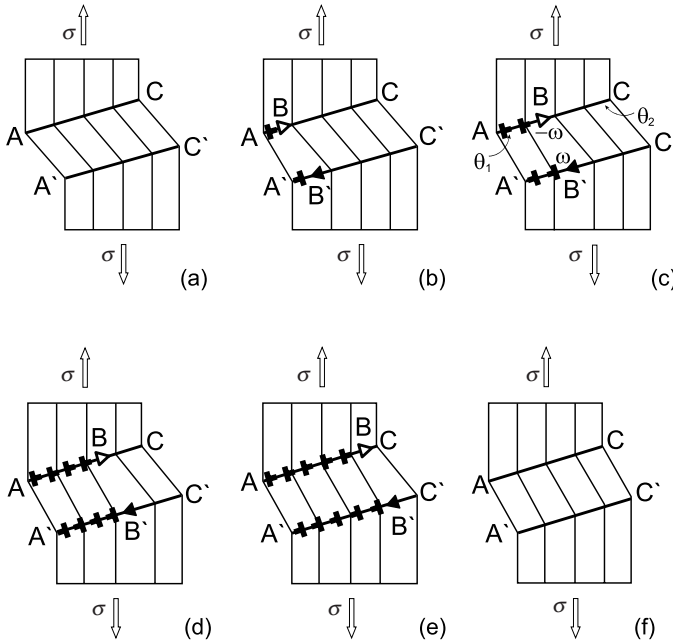 σ σ σ
C C C
B B
A A A θ₂
-ω
C` C` C`
θ₁ ω
A` A` A`
B` B`
σ σ σ
(a) (b) (c)
σ σ σ
B B
C C C
A A A
C` C` C`
A` B` A` B` A`
σ σ σ
(d) (e) (f)